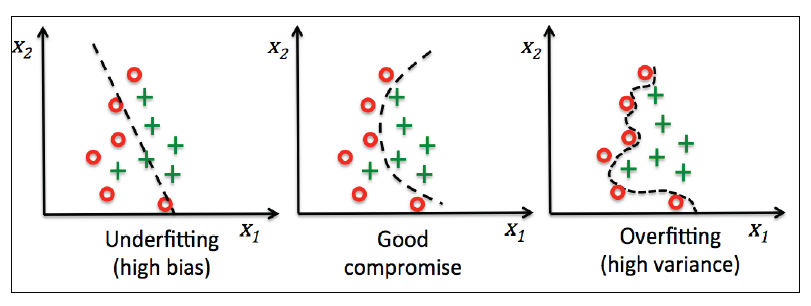 x2
x1
Underfitting
(high bias)
x2
x1
Good
compromise
x2
x1
Overfitting
(high variance)